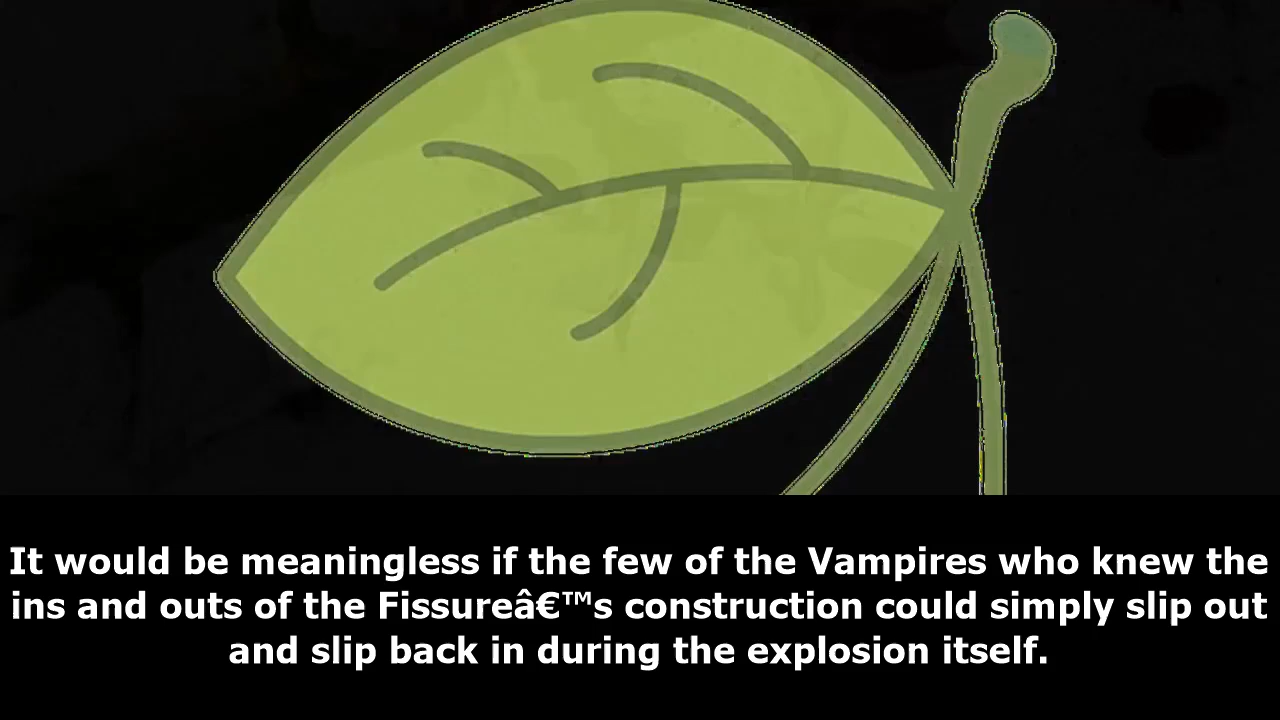 It would be meaningless if the few of the Vampires who knew the
ins and outs of the Fissureâ€™s construction could simply slip out
and slip back in during the explosion itself.